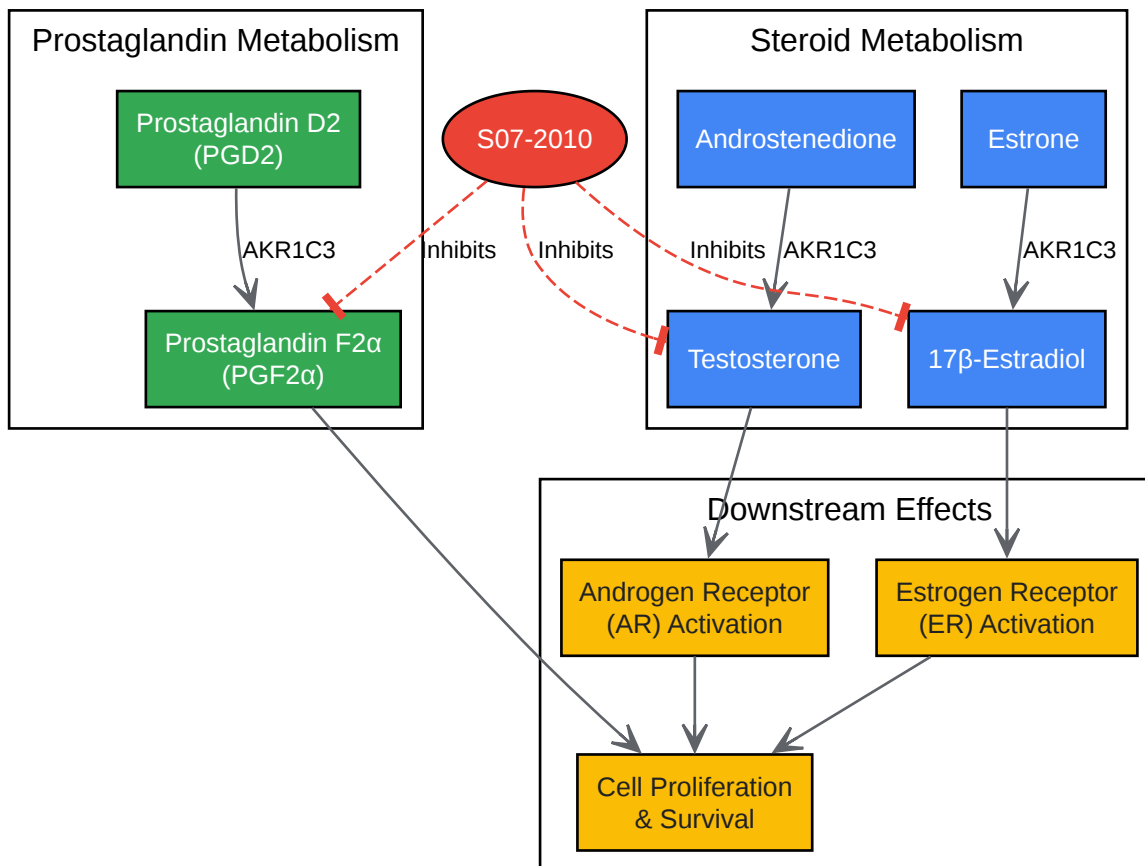 Prostaglandin Metabolism
Steroid Metabolism
Prostaglandin D2
(PGD2)
S07-2010
Androstenedione
Estrone
AKR1C3
Inhibits
Inhibits
Inhibits
AKR1C3
AKR1C3
Prostaglandin F2α
(PGF2α)
Testosterone
17β-Estradiol
Downstream Effects
Androgen Receptor
(AR) Activation
Estrogen Receptor
(ER) Activation
Cell Proliferation
& Survival